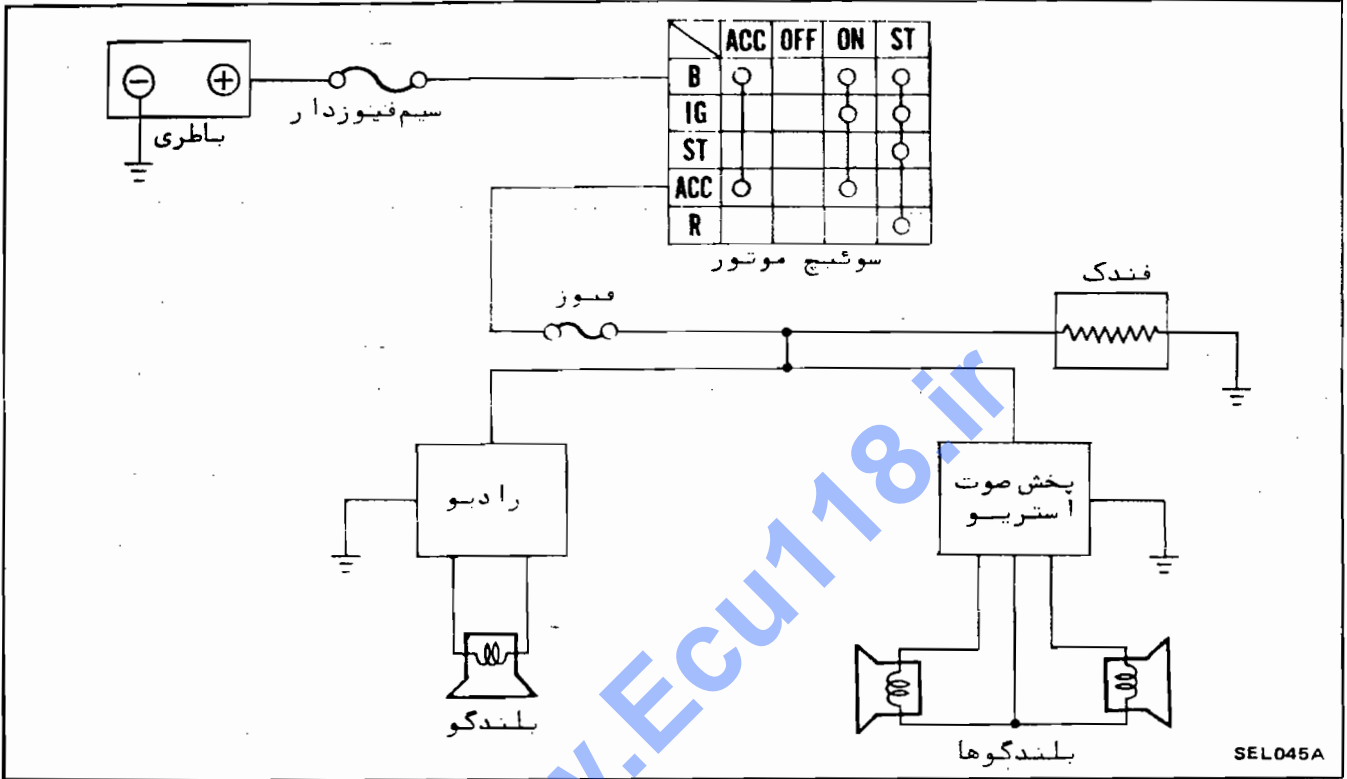 ACC OFF ON ST
B
IG
ST
ACC
R
سیم فیوزدار
باطری
سوئیچ موتور
فندک
فیوز
رادیو
پخش صوت
استریو
بلندگو
بلندگوها
SEL045A
www.Ecu118.ir